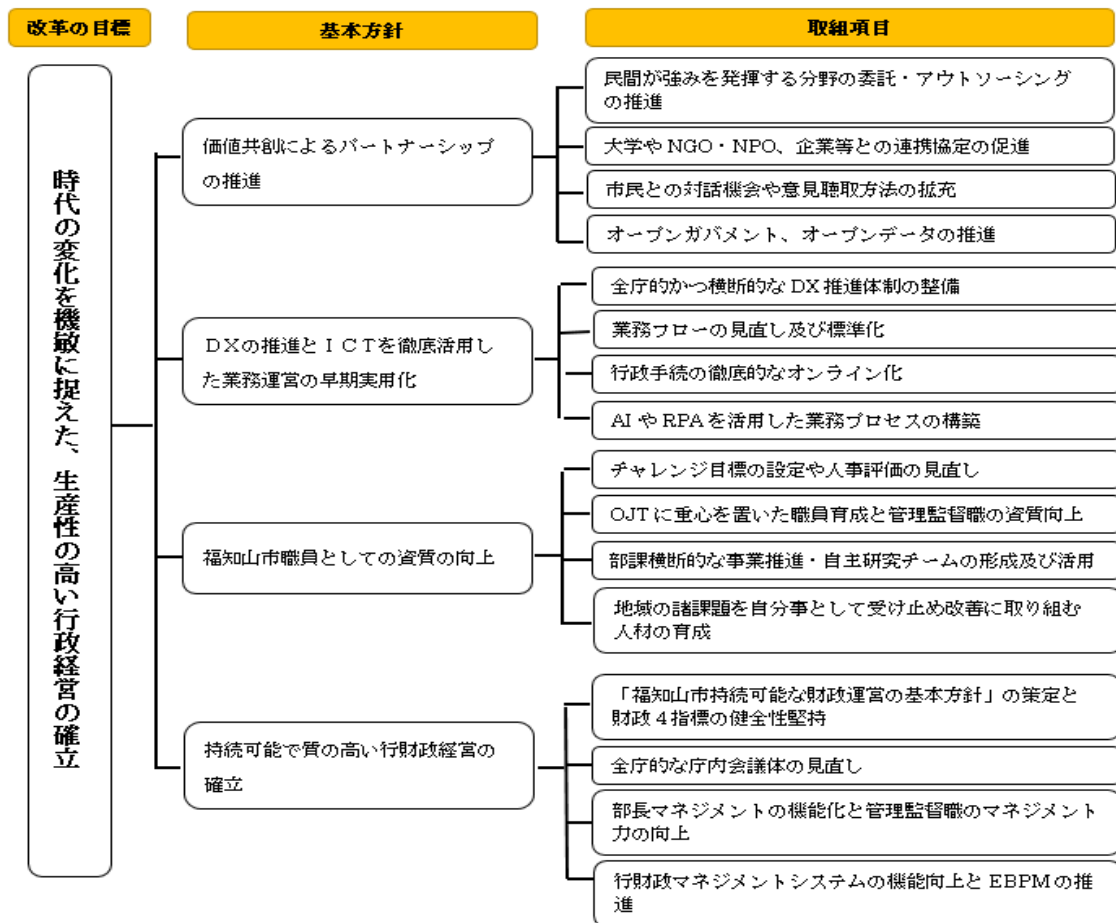 改革の目標
基本方針
取組項目
時代の変化を機敏に捉えた、生産性の高い行政経営の確立
価値共創によるパートナーシップ
の推進
民間が強みを発揮する分野の委託・アウトソーシング
の推進
大学や NGO・NPO、企業等との連携協定の促進
市民との対話機会や意見聴取方法の拡充
オープンガバメント、オープンデータの推進
DXの推進とICTを徹底活用し
た業務運営の早期実用化
全庁的かつ横断的な DX 推進体制の整備
業務フローの見直し及び標準化
行政手続の徹底的なオンライン化
AI や RPA を活用した業務プロセスの構築
福知山市職員としての資質の向上
チャレンジ目標の設定や人事評価の見直し
OJT に重心を置いた職員育成と管理監督職の資質向上
部課横断的な事業推進・自主研究チームの形成及び活用
地域の諸課題を自分事として受け止め改善に取り組む
人材の育成
持続可能で質の高い行財政経営の
確立
「福知山市持続可能な財政運営の基本方針」の策定と
財政4指標の健全性堅持
全庁的な庁内会議体の見直し
部長マネジメントの機能化と管理監督職のマネジメント
力の向上
行財政マネジメントシステムの機能向上と EBPM の推
進